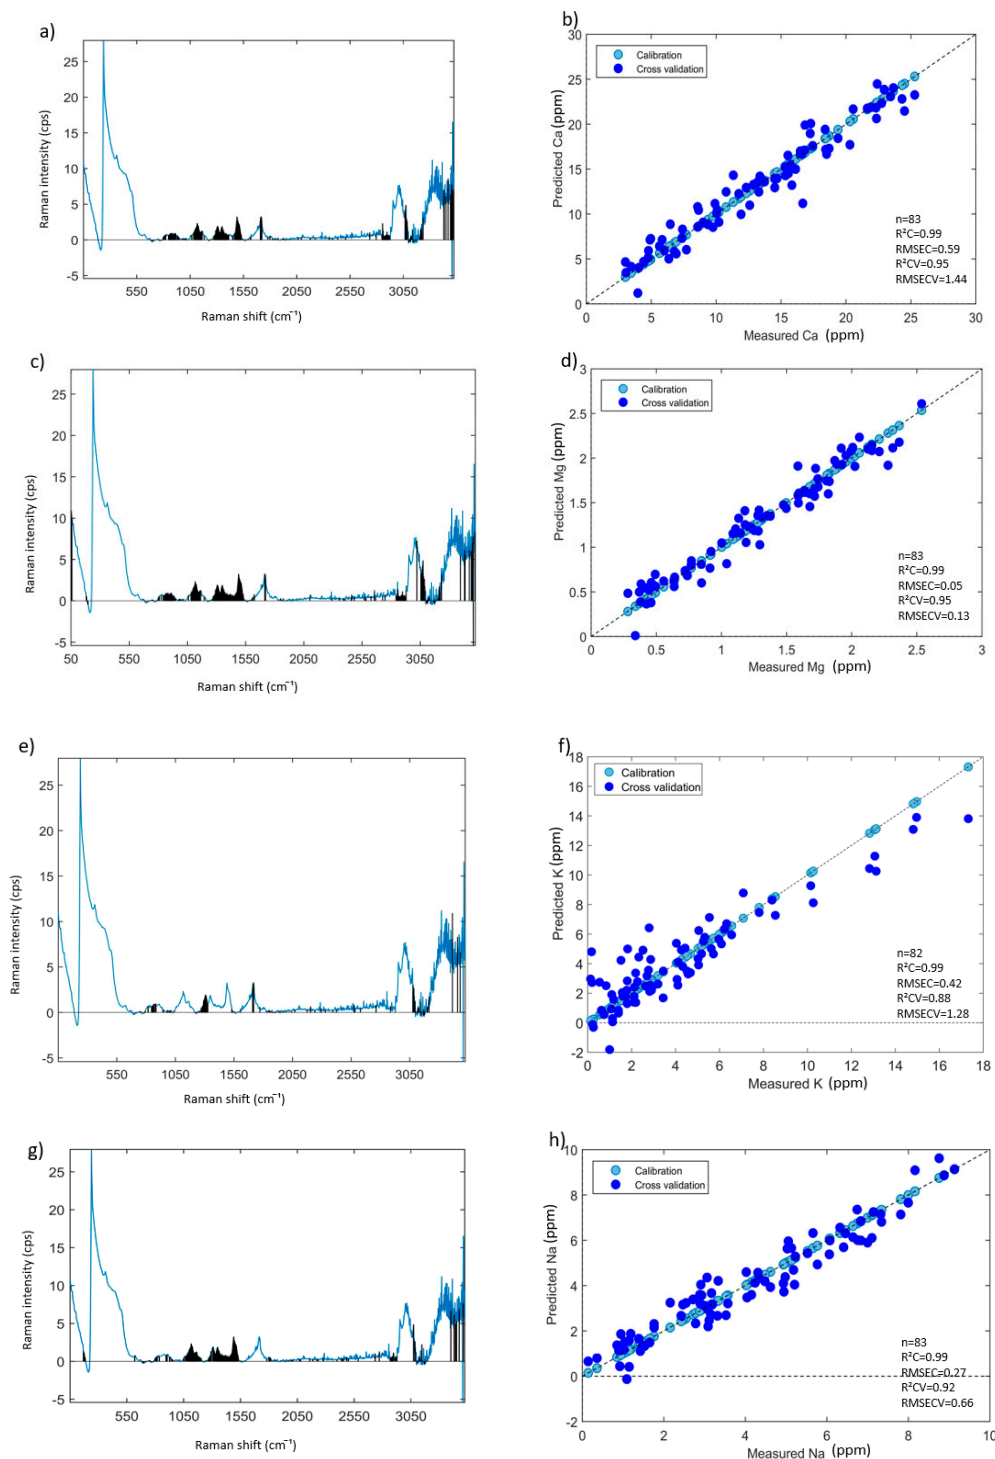 a)
25
20
15
10
5
0
-5
550
1050
1550
2050
2550
3050
Raman intensity (cps)
Raman shift (cm⁻¹)
b)
30
25
20
15
10
5
0
0
5
10
15
20
25
30
Predicted Ca (ppm)
Measured Ca (ppm)
Calibration
Cross validation
n=83
R²C=0.99
RMSEC=0.59
R²CV=0.95
RMSECV=1.44
c)
25
20
15
10
5
0
-5
50
550
1050
1550
2050
2550
3050
Raman intensity (cps)
Raman shift (cm⁻¹)
d)
3
2.5
2
1.5
1
0.5
0
0
0.5
1
1.5
2
2.5
3
Predicted Mg (ppm)
Measured Mg (ppm)
Calibration
Cross validation
n=83
R²C=0.99
RMSEC=0.05
R²CV=0.95
RMSECV=0.13
e)
25
20
15
10
5
0
-5
550
1050
1550
2050
2550
3050
Raman intensity (cps)
Raman shift (cm⁻¹)
f)
18
16
14
12
10
8
6
4
2
0
-2
0
2
4
6
8
10
12
14
16
18
Predicted K (ppm)
Measured K (ppm)
Calibration
Cross validation
n=82
R²C=0.99
RMSEC=0.42
R²CV=0.88
RMSECV=1.28
g)
25
20
15
10
5
0
-5
550
1050
1550
2050
2550
3050
Raman intensity (cps)
Raman shift (cm⁻¹)
h)
10
8
6
4
2
0
-2
0
2
4
6
8
10
Predicted Na (ppm)
Measured Na (ppm)
Calibration
Cross validation
n=83
R²C=0.99
RMSEC=0.27
R²CV=0.92
RMSECV=0.66